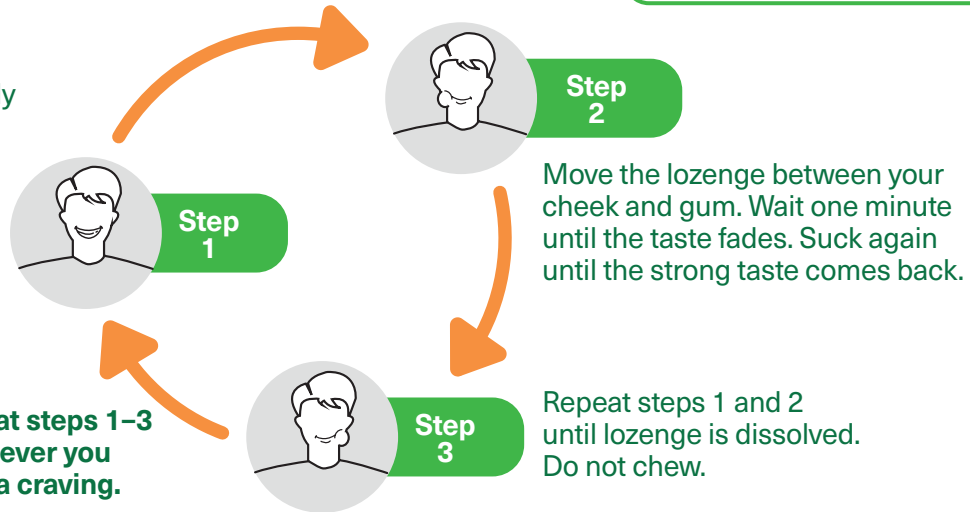 y
Step
1
Step
2
Move the lozenge between your
cheek and gum. Wait one minute
until the taste fades. Suck again
until the strong taste comes back.
Step
3
Repeat steps 1 and 2
until lozenge is dissolved.
Do not chew.
at steps 1–3
ever you
a craving.